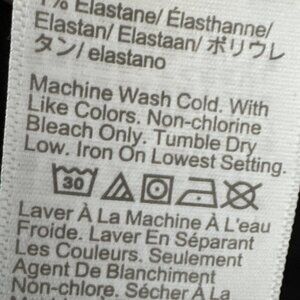 1% Elastane/ Élasthanne/
Elastan/ Elastaan/ ポリウレ
タン/ elastano
Machine Wash Cold. With
Like Colors. Non-chlorine
Bleach Only. Tumble Dry
Low. Iron On Lowest Setting.
30
Laver À La Machine À L'eau
Froide. Laver En Séparant
Les Couleurs. Seulement
Agent De Blanchiment
Non-chlore. Sécher À La